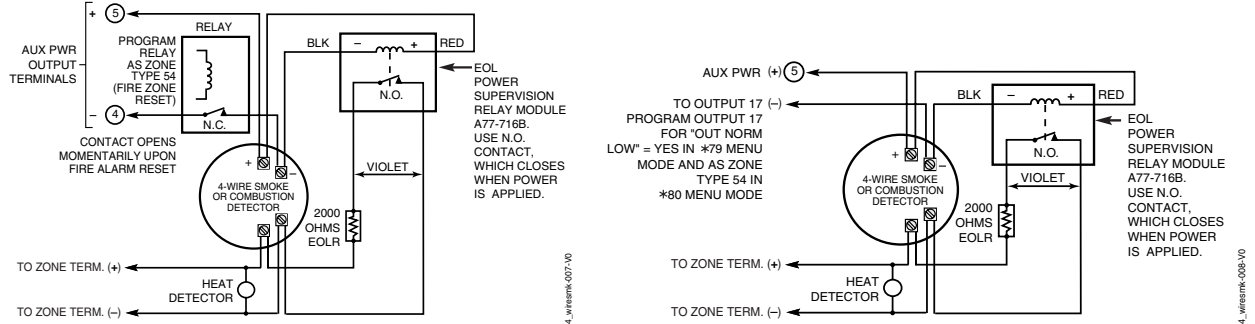 + 5
RELAY
AUX PWR
OUTPUT
TERMINALS
PROGRAM
RELAY
AS ZONE
TYPE 54
(FIRE ZONE
RESET)
– 4
N.C.
CONTACT OPENS
MOMENTARILY UPON
FIRE ALARM RESET
BLK – + RED
N.O.
EOL
POWER
SUPERVISION
RELAY MODULE
A77-716B.
USE N.O.
CONTACT,
WHICH CLOSES
WHEN POWER
IS APPLIED.
+ –
4-WIRE SMOKE
OR COMBUSTION
DETECTOR
VIOLET
2000
OHMS
EOLR
TO ZONE TERM. (+)
HEAT
DETECTOR
TO ZONE TERM. (–)
4_wiresmk-007-V0
AUX PWR (+) 5
TO OUTPUT 17 (–)
PROGRAM OUTPUT 17
FOR "OUT NORM
LOW" = YES IN *79 MENU
MODE AND AS ZONE
TYPE 54 IN
*80 MENU MODE
BLK – + RED
N.O.
EOL
POWER
SUPERVISION
RELAY MODULE
A77-716B.
USE N.O.
CONTACT,
WHICH CLOSES
WHEN POWER
IS APPLIED.
+ –
4-WIRE SMOKE
OR COMBUSTION
DETECTOR
VIOLET
2000
OHMS
EOLR
TO ZONE TERM. (+)
HEAT
DETECTOR
TO ZONE TERM. (–)
4_wiresmk-008-V0